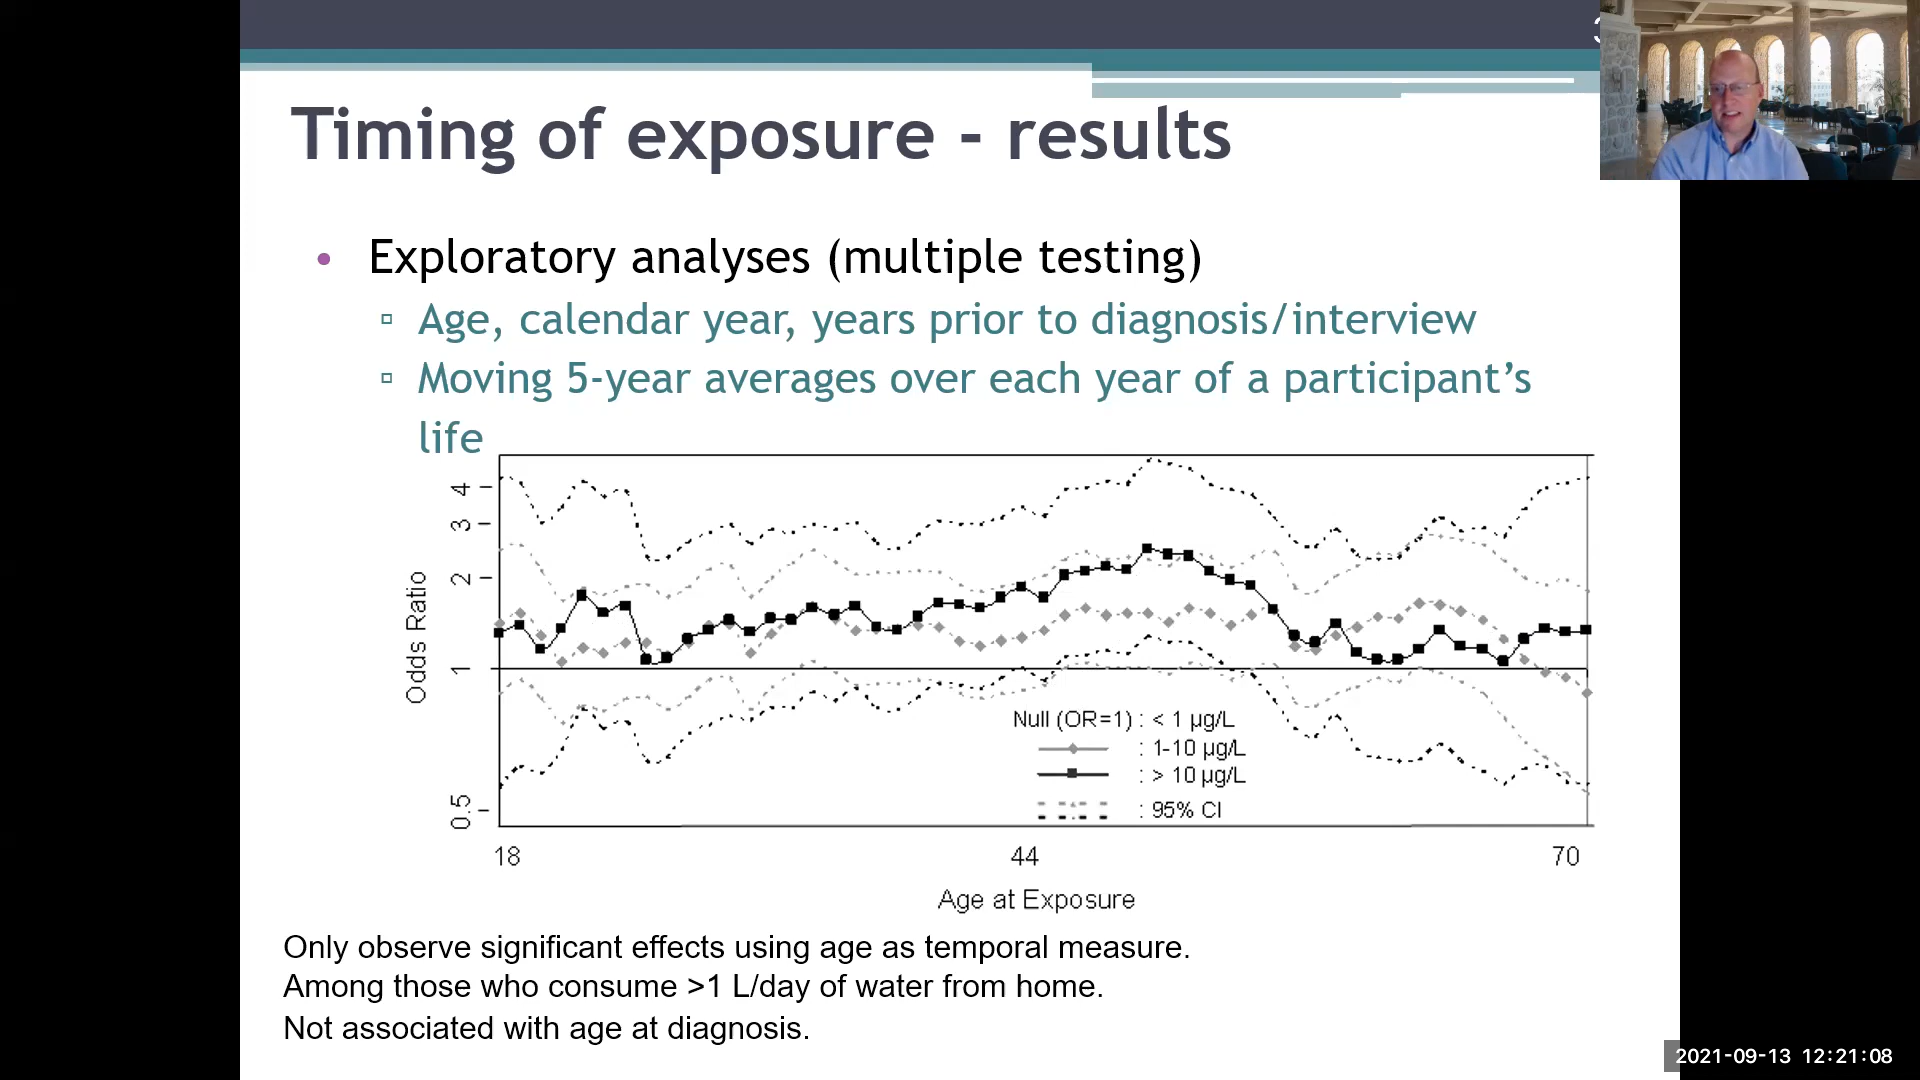 Timing of exposure - results
• Exploratory analyses (multiple testing)
▫ Age, calendar year, years prior to diagnosis/interview
▫ Moving 5-year averages over each year of a participant’s
life
4
3
2
1
0.5
Odds Ratio
Null (OR=1) : < 1 µg/L
: 1-10 µg/L
: > 10 µg/L
: 95% CI
18 44 70
Age at Exposure
Only observe significant effects using age as temporal measure.
Among those who consume >1 L/day of water from home.
Not associated with age at diagnosis.
2021-09-13 12:21:08